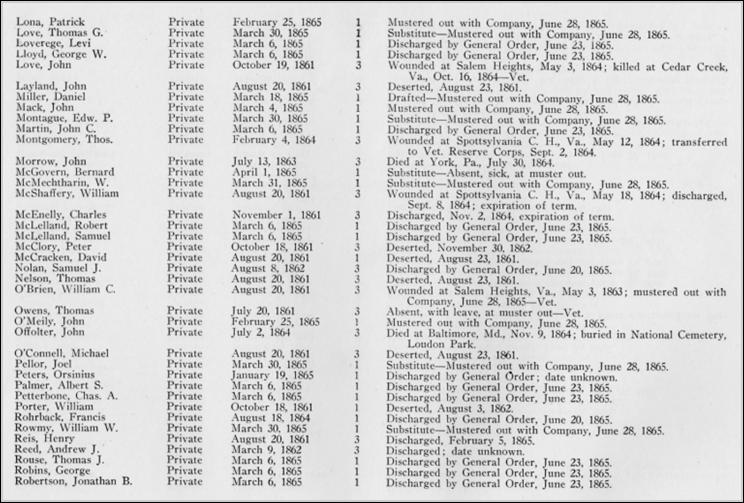 Lona, Patrick Private February 25, 1865 1 Mustered out with Company, June 28, 1865.
Love, Thomas G. Private March 30, 1865 1 Substitute—Mustered out with Company, June 28, 1865.
Loverege, Levi Private March 6, 1865 1 Discharged by General Order, June 23, 1865.
Lloyd, George W. Private March 6, 1865 1 Discharged by General Order, June 23, 1865.
Love, John Private October 19, 1861 3 Wounded at Salem Heights, May 3, 1864; killed at Cedar Creek,
Va., Oct. 16, 1864—Vet.
Layland, John Private August 20, 1861 3 Deserted, August 23, 1861.
Miller, Daniel Private March 18, 1865 1 Drafted—Mustered out with Company, June 28, 1865.
Mack, John Private March 4, 1865 1 Mustered out with Company, June 28, 1865.
Montague, Edw. P. Private March 30, 1865 1 Substitute—Mustered out with Company, June 28, 1865.
Martin, John C. Private March 6, 1865 1 Discharged by General Order, June 23, 1865.
Montgomery, Thos. Private February 4, 1864 3 Wounded at Spottsylvania C. H., Va., May 12, 1864; transferred
to Vet. Reserve Corps, Sept. 2, 1864.
Morrow, John Private July 13, 1863 3 Died at York, Pa., July 30, 1864.
McGovern, Bernard Private April 1, 1865 1 Substitute—Absent, sick, at muster out.
McMechtharin, W. Private March 31, 1865 1 Substitute—Mustered out with Company, June 28, 1865.
McShaffery, William Private August 20, 1861 3 Wounded at Spottsylvania C. H., Va., May 18, 1864; discharged,
Sept. 8, 1864; expiration of term.
McEnelly, Charles Private November 1, 1861 3 Discharged, Nov. 2, 1864, expiration of term.
McLelland, Robert Private March 6, 1865 1 Discharged by General Order, June 23, 1865.
McLelland, Samuel Private March 6, 1865 1 Discharged by General Order, June 23, 1865.
McClory, Peter Private October 18, 1861 3 Deserted, November 30, 1862.
McCracken, David Private August 20, 1861 1 Deserted, August 23, 1861.
Nolan, Samuel J. Private August 8, 1862 3 Discharged by General Order, June 20, 1865.
Nelson, Thomas Private August 20, 1861 3 Deserted, August 23, 1861.
O'Brien, William C. Private August 20, 1861 3 Wounded at Salem Heights, Va., May 3, 1863; mustered out with
Company, June 28, 1865—Vet.
Owens, Thomas Private July 20, 1861 3 Absent, with leave, at muster out—Vet.
O'Meily, John Private February 25, 1865 1 Mustered out with Company, June 28, 1865.
Offolter, John Private July 2, 1864 3 Died at Baltimore, Md., Nov. 9, 1864; buried in National Cemetery,
Loudon Park.
O'Connell, Michael Private August 20, 1861 3 Deserted, August 23, 1861.
Pellor, Joel Private March 30, 1865 1 Substitute—Mustered out with Company, June 28, 1865.
Peters, Orsinius Private January 19, 1865 1 Discharged by General Order; date unknown.
Palmer, Albert S. Private March 6, 1865 1 Discharged by General Order, June 23, 1865.
Petterbone, Chas. A. Private March 6, 1865 1 Discharged by General Order, June 23, 1865.
Porter, William Private October 18, 1861 1 Deserted, August 3, 1862.
Rohrback, Francis Private August 18, 1864 1 Discharged by General Order, June 20, 1865.
Rowmy, William W. Private March 30, 1865 1 Substitute—Mustered out with Company, June 28, 1865.
Reis, Henry Private August 20, 1861 3 Discharged, February 5, 1865.
Reed, Andrew J. Private March 9, 1862 3 Discharged; date unknown.
Rouse, Thomas J. Private March 6, 1865 1 Discharged by General Order, June 23, 1865.
Robins, George Private March 6, 1865 1 Discharged by General Order, June 23, 1865.
Robertson, Jonathan B. Private March 6, 1865 1 Discharged by General Order, June 23, 1865.